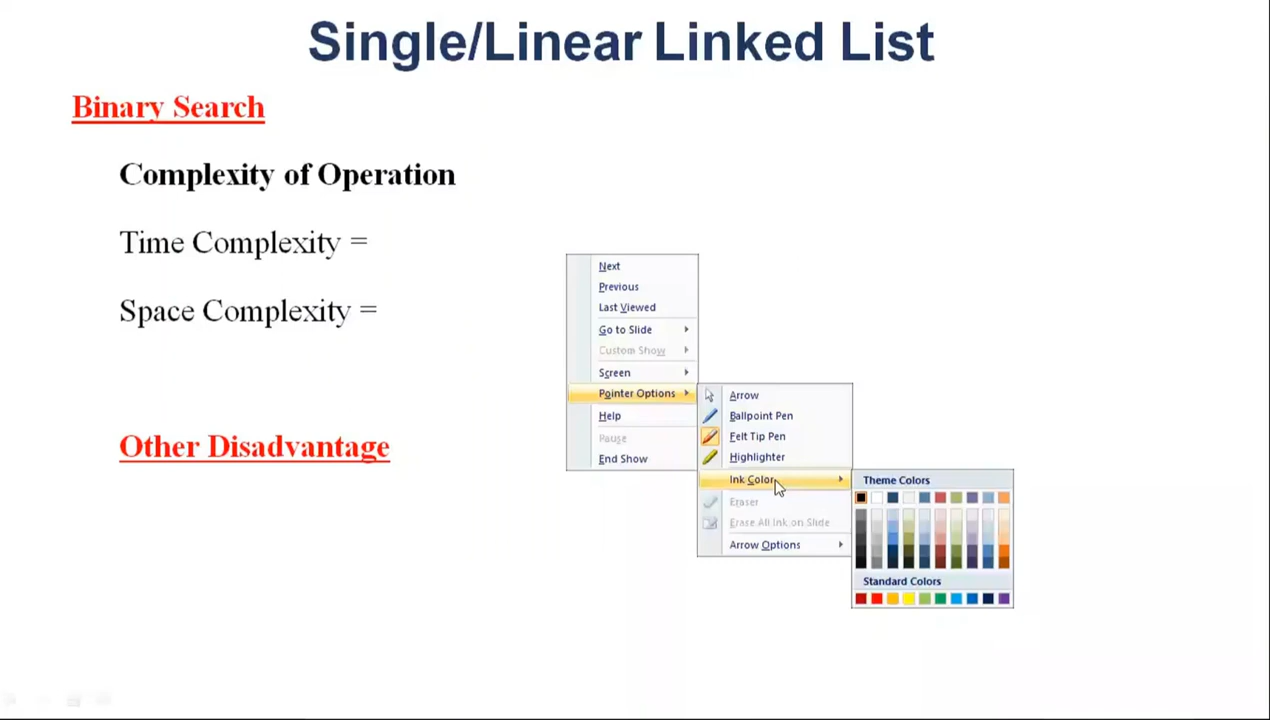 Single/Linear Linked List
Binary Search
Complexity of Operation
Time Complexity =
Space Complexity =
Other Disadvantage
Next
Previous
Last Viewed
Go to Slide
Custom Show
Screen
Pointer Options
Help
Pause
End Show
Arrow
Ballpoint Pen
Felt Tip Pen
Highlighter
Ink Color
Eraser
Erase All Ink on Slide
Arrow Options
Theme Colors
Standard Colors